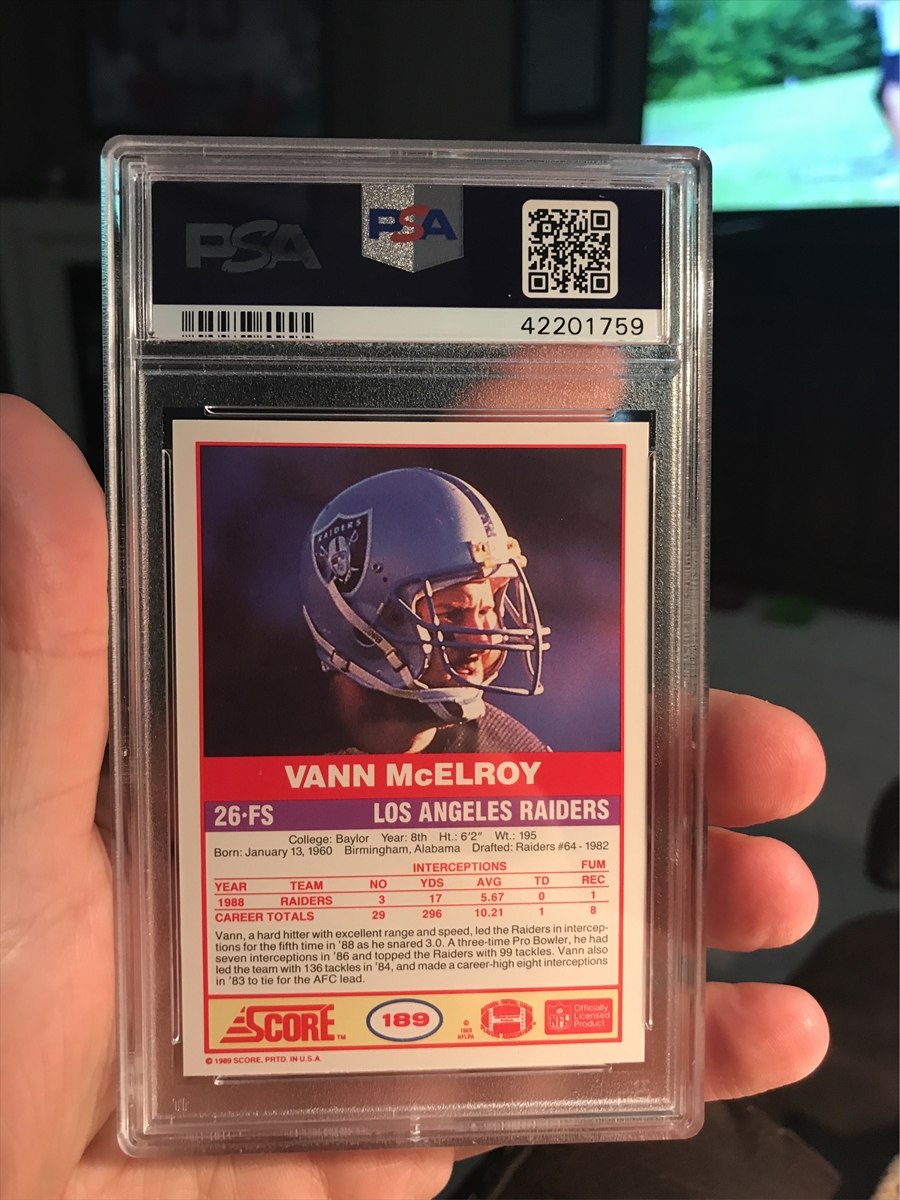 PSA
PSA
42201759
RAIDERS
VANN McELROY
26·FS LOS ANGELES RAIDERS
College: Baylor Year: 8th Ht.: 6'2" Wt.: 195
Born: January 13, 1960 Birmingham, Alabama Drafted: Raiders #64 - 1982
INTERCEPTIONS FUM
YEAR TEAM NO YDS AVG TD REC
1988 RAIDERS 3 17 5.67 0 1
CAREER TOTALS 29 296 10.21 1 8
Vann, a hard hitter with excellent range and speed, led the Raiders in intercep-
tions for the fifth time in '88 as he snared 3.0. A three-time Pro Bowler, he had
seven interceptions in '86 and topped the Raiders with 99 tackles. Vann also
led the team with 136 tackles in '84, and made a career-high eight interceptions
in '83 to tie for the AFC lead.
SCORE™ 189
© 1989 NFLPA
NFL Officially
Licensed
Product
© 1989 SCORE, PRTD. IN U.S.A.